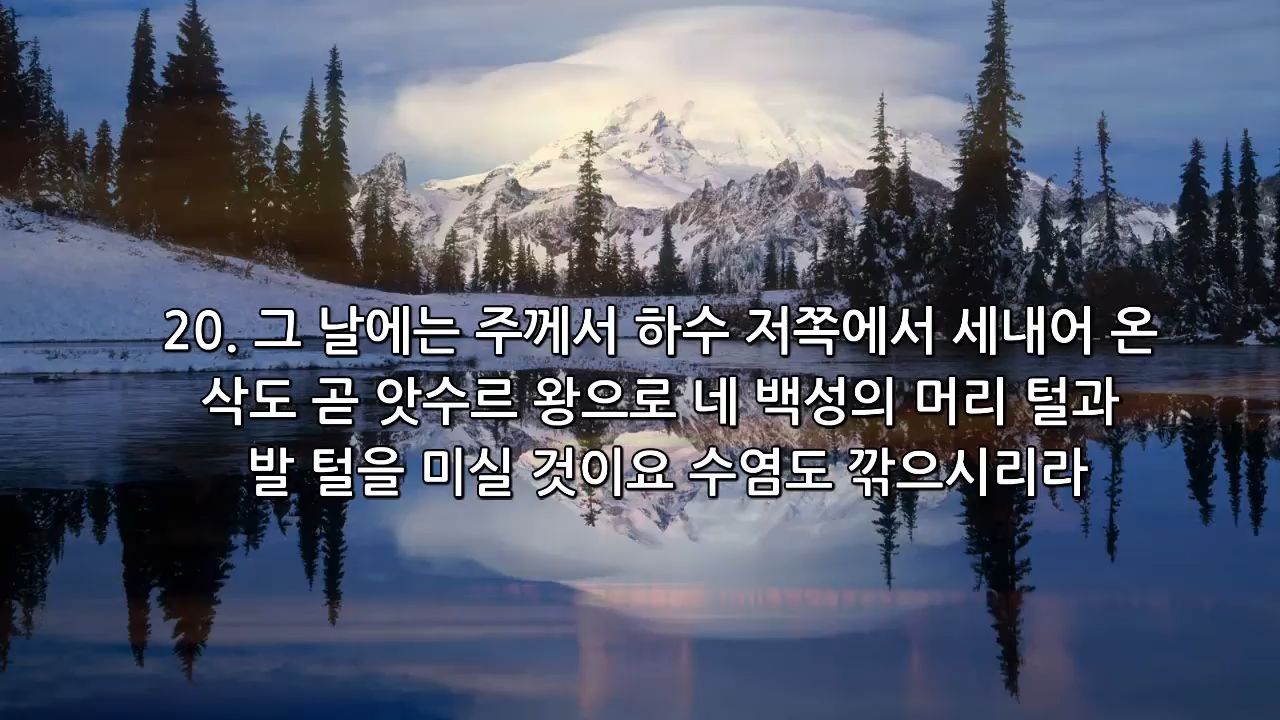 20. 그 날에는 주께서 하수 저쪽에서 세내어 온
삭도 곧 앗수르 왕으로 네 백성의 머리 털과
발 털을 미실 것이요 수염도 깎으시리라